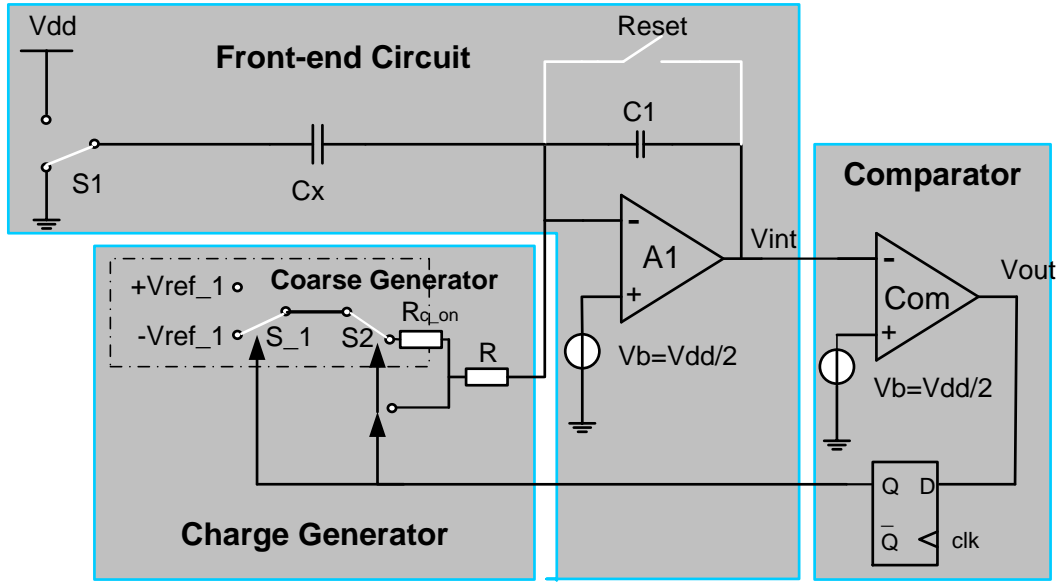 Vdd
Reset
Front-end Circuit
C1
S1
Cx
Comparator
-
A1
+
Vint
-
Com
+
Vout
Coarse Generator
+Vref_1
-Vref_1
S_1
S2
Rc_on
R
Vb=Vdd/2
Vb=Vdd/2
Q D
Q
clk
Charge Generator